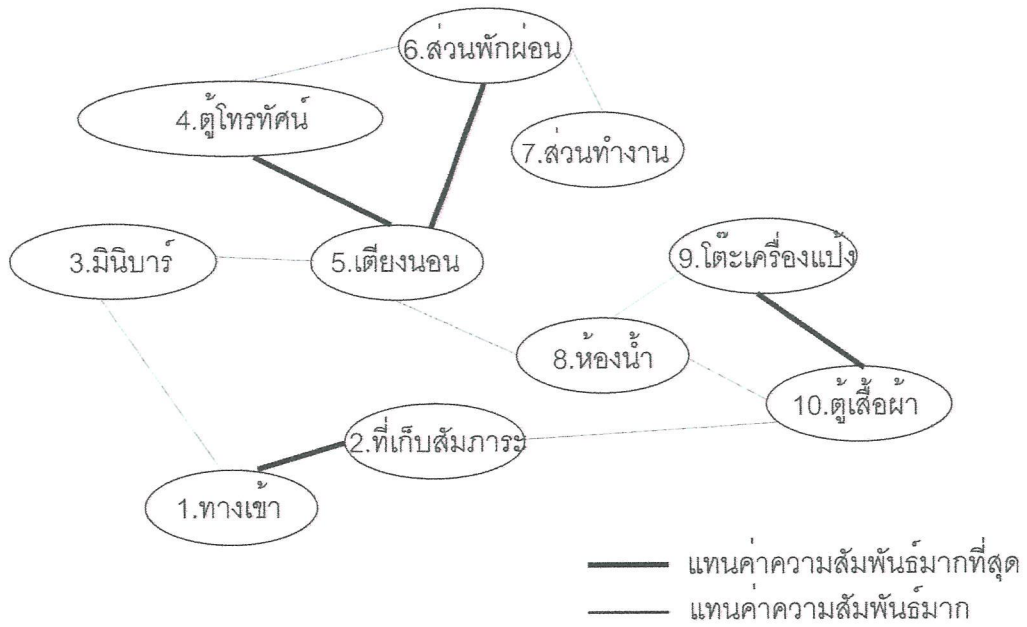 6.ส่วนพักผ่อน
4.ตู้โทรทัศน์
7.ส่วนทำงาน
3.มินิบาร์
5.เตียงนอน
9.โต๊ะเครื่องแป้ง
8.ห้องน้ำ
10.ตู้เสื้อผ้า
2.ที่เก็บสัมภาระ
1.ทางเข้า
แทนค่าความสัมพันธ์มากที่สุด
แทนค่าความสัมพันธ์มาก